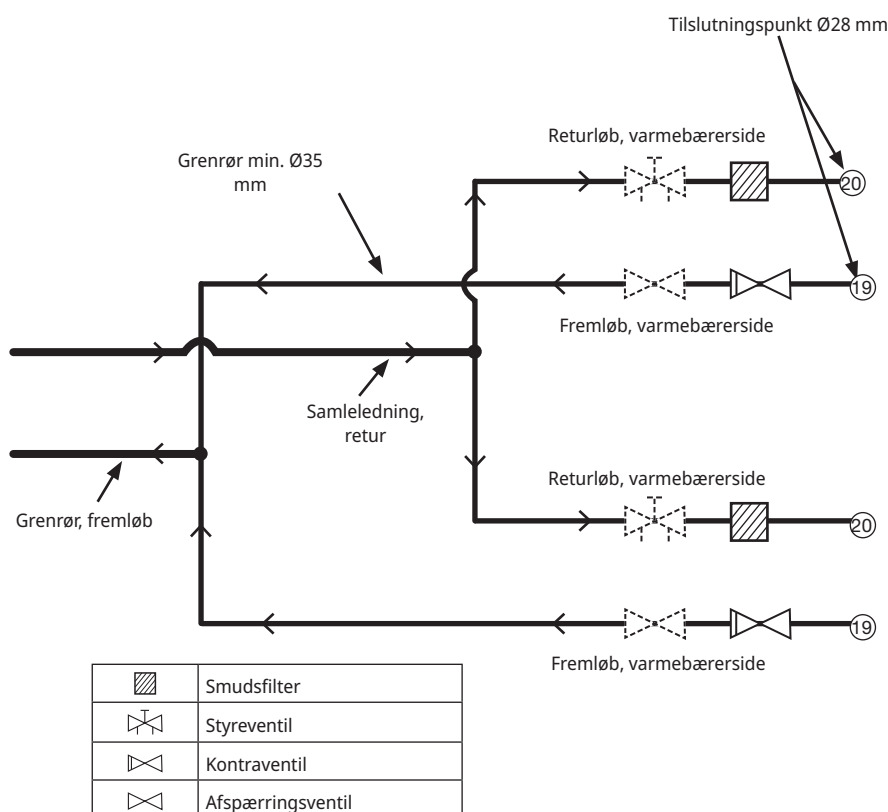 Tilslutningspunkt Ø28 mm
Returløb, varmebærerside
Grenrør min. Ø35
mm
20
19
Fremløb, varmebærerside
Samleledning,
retur
Returløb, varmebærerside
Grenrør, fremløb
20
19
Fremløb, varmebærerside
Smudsfilter
Styreventil
Kontraventil
Afspærringsventil